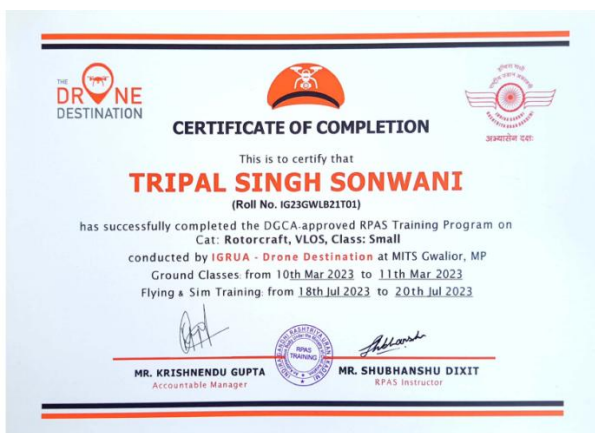 THE
DRONE
DESTINATION
अभ्यासेन दक्षः
CERTIFICATE OF COMPLETION
This is to certify that
TRIPAL SINGH SONWANI
(Roll No. IG23GWLB21T01)
has successfully completed the DGCA-approved RPAS Training Program on
Cat: Rotorcraft, VLOS, Class: Small
conducted by IGRUA - Drone Destination at MITS Gwalior, MP
Ground Classes: from 10th Mar 2023 to 11th Mar 2023
Flying & Sim Training: from 18th Jul 2023 to 20th Jul 2023
RPAS
TRAINING
MR. KRISHNENDU GUPTA
Accountable Manager
MR. SHUBHANSHU DIXIT
RPAS Instructor